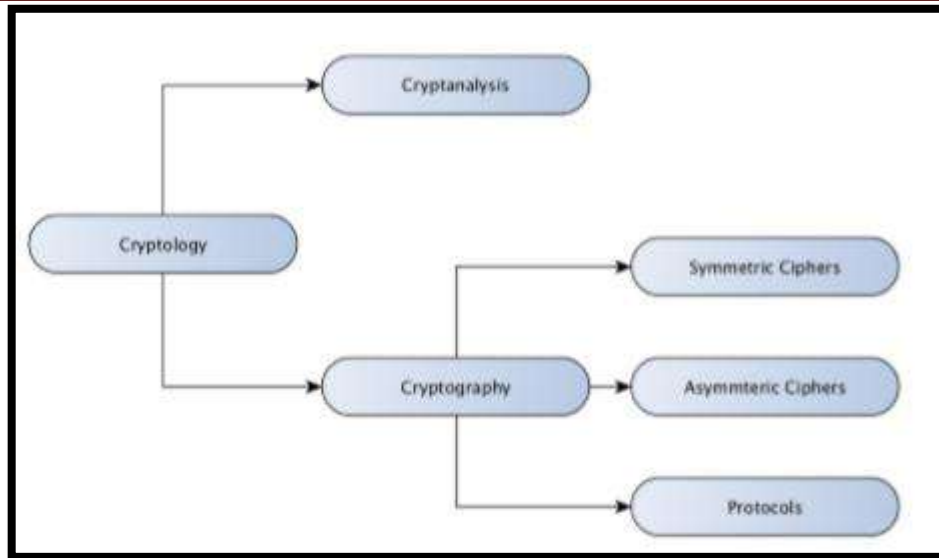 Cryptanalysis
Cryptology
Symmetric Ciphers
Cryptography
Asymmteric Ciphers
Protocols